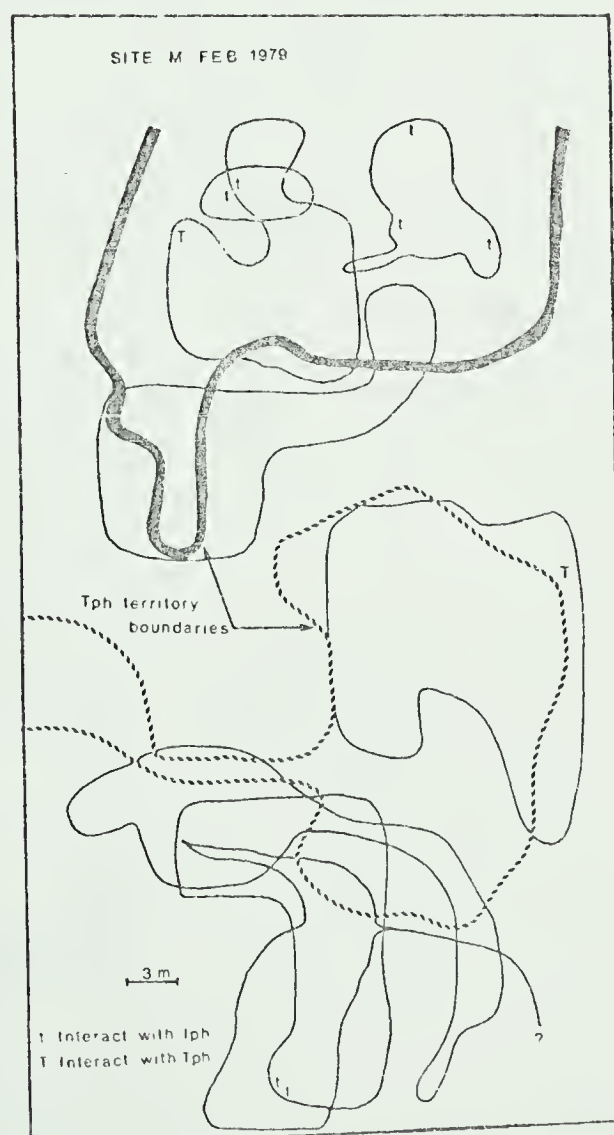 SITE M FEB 1979
t
t
t
T
t
t
Tph territory
boundaries
T
3 m
?
t
t Interact with Iph
T Interact with Tph